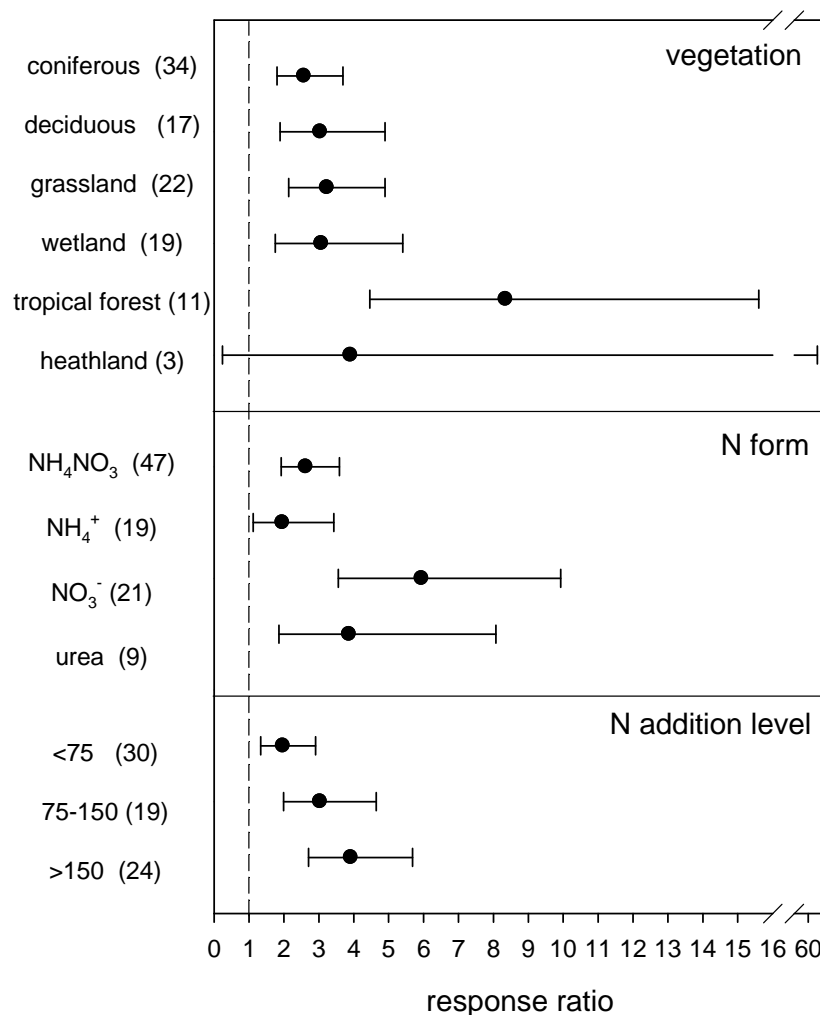 vegetation
coniferous (34)
deciduous (17)
grassland (22)
wetland (19)
tropical forest (11)
heathland (3)
N form
NH₄NO₃ (47)
NH₄⁺ (19)
NO₃⁻ (21)
urea (9)
N addition level
<75 (30)
75-150 (19)
>150 (24)
0 1 2 3 4 5 6 7 8 9 10 11 12 13 14 15 16 60
response ratio